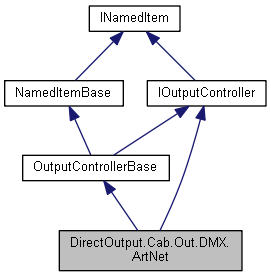 INamedItem
NamedItemBase
IOutputController
OutputControllerBase
DirectOutput.Cab.Out.DMX.
ArtNet